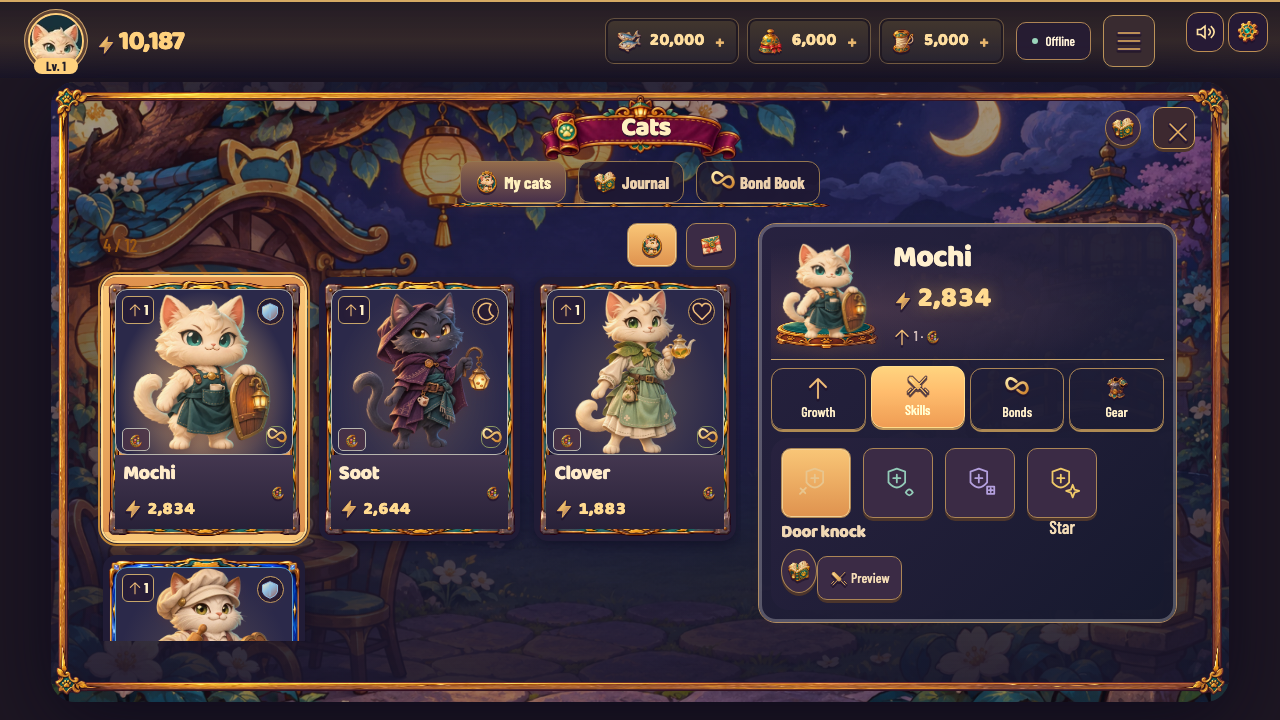 10,187
20,000 +
6,000 +
5,000 +
Offline
Lv. 1
Cats
My cats
Journal
Bond Book
4 / 12
1
Mochi
2,834
1
Soot
2,644
1
Clover
1,883
1
Mochi
2,834
1 ·
Growth
Skills
Bonds
Gear
Star
Door knock
Preview